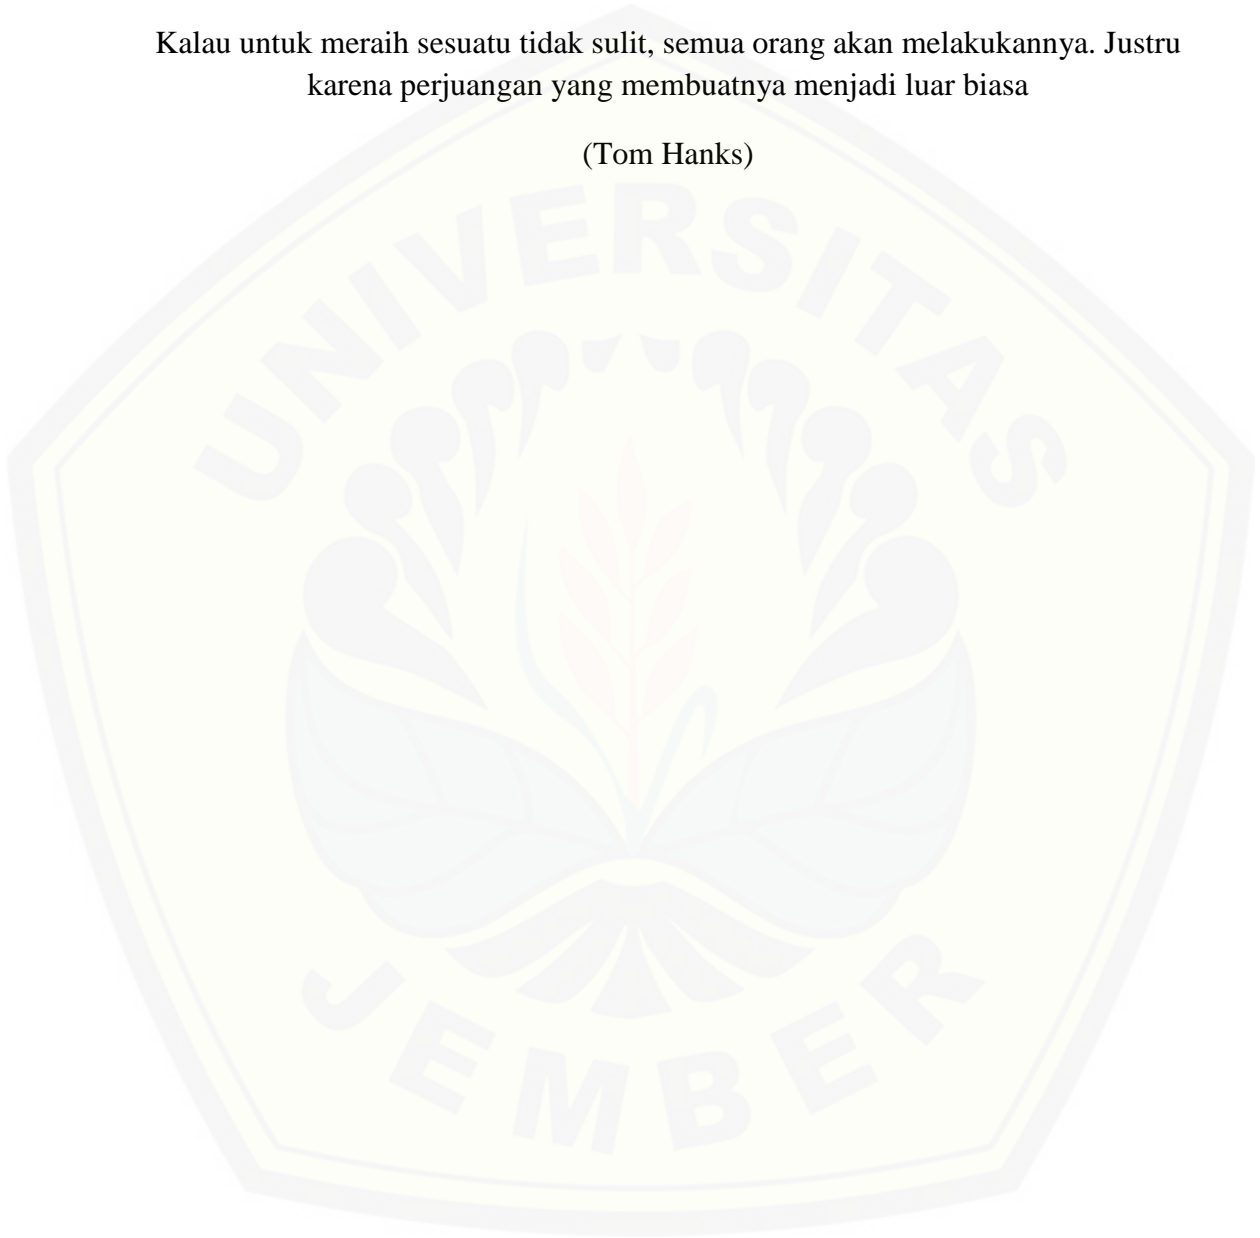 Kalau untuk meraih sesuatu tidak sulit, semua orang akan melakukannya. Justru
karena perjuangan yang membuatnya menjadi luar biasa
(Tom Hanks)
UNIVERSITAS
JEMBER